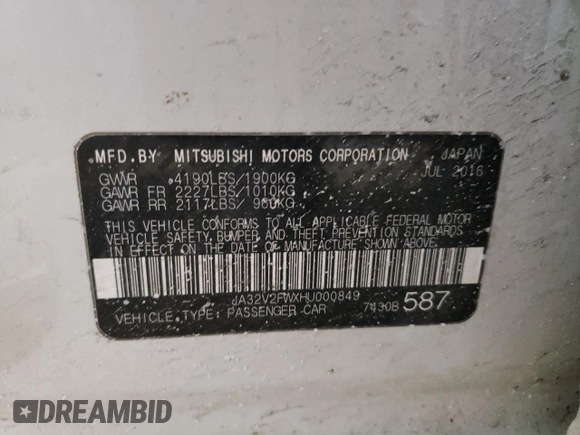 MFD.BY MITSUBISHI MOTORS CORPORATION JAPAN
GVWR 4190LBS/1900KG JUL 2016
GAWR FR 2227LBS/1010KG
GAWR RR 2117LBS/ 960KG
THIS VEHICLE CONFORMS TO ALL APPLICABLE FEDERAL MOTOR
VEHICLE SAFETY, BUMPER, AND THEFT PREVENTION STANDARDS
IN EFFECT ON THE DATE OF MANUFACTURE SHOWN ABOVE.
JA32V2FWXHU000849
VEHICLE TYPE: PASSENGER CAR 7430B 587
DREAMBID